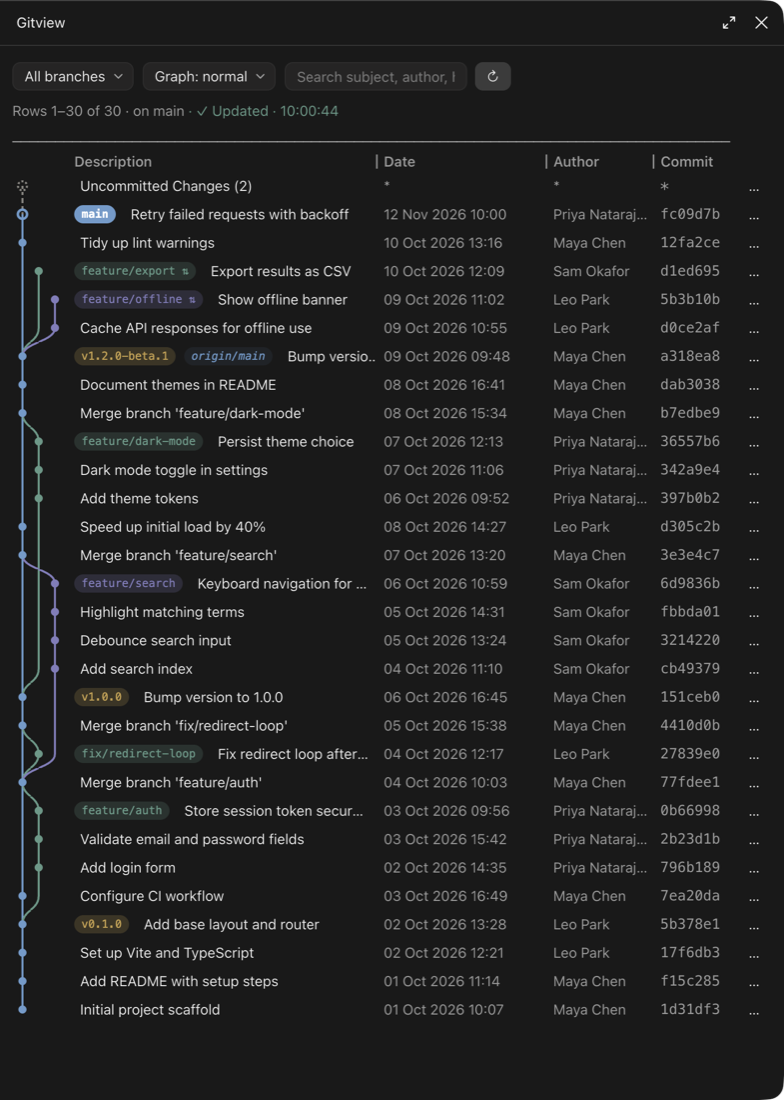 Gitview
All branches Graph: normal Search subject, author, h
Rows 1–30 of 30 · on main · ✓ Updated · 10:00:44
Description | Date | Author | Commit
Uncommitted Changes (2) * * * ...
main Retry failed requests with backoff 12 Nov 2026 10:00 Priya Nataraj... fc09d7b ...
Tidy up lint warnings 10 Oct 2026 13:16 Maya Chen 12fa2ce ...
feature/export ⇅ Export results as CSV 10 Oct 2026 12:09 Sam Okafor d1ed695 ...
feature/offline ⇅ Show offline banner 09 Oct 2026 11:02 Leo Park 5b3b10b ...
Cache API responses for offline use 09 Oct 2026 10:55 Leo Park d0ce2af ...
v1.2.0-beta.1 origin/main Bump versio... 09 Oct 2026 09:48 Maya Chen a318ea8 ...
Document themes in README 08 Oct 2026 16:41 Maya Chen dab3038 ...
Merge branch 'feature/dark-mode' 08 Oct 2026 15:34 Maya Chen b7edbe9 ...
feature/dark-mode Persist theme choice 07 Oct 2026 12:13 Priya Nataraj... 36557b6 ...
Dark mode toggle in settings 07 Oct 2026 11:06 Priya Nataraj... 342a9e4 ...
Add theme tokens 06 Oct 2026 09:52 Priya Nataraj... 397b0b2 ...
Speed up initial load by 40% 08 Oct 2026 14:27 Leo Park d305c2b ...
Merge branch 'feature/search' 07 Oct 2026 13:20 Maya Chen 3e3e4c7 ...
feature/search Keyboard navigation for ... 06 Oct 2026 10:59 Sam Okafor 6d9836b ...
Highlight matching terms 05 Oct 2026 14:31 Sam Okafor fbbda01 ...
Debounce search input 05 Oct 2026 13:24 Sam Okafor 3214220 ...
Add search index 04 Oct 2026 11:10 Sam Okafor cb49379 ...
v1.0.0 Bump version to 1.0.0 06 Oct 2026 16:45 Maya Chen 151ceb0 ...
Merge branch 'fix/redirect-loop' 05 Oct 2026 15:38 Maya Chen 4410d0b ...
fix/redirect-loop Fix redirect loop after... 04 Oct 2026 12:17 Leo Park 27839e0 ...
Merge branch 'feature/auth' 04 Oct 2026 10:03 Maya Chen 77fdee1 ...
feature/auth Store session token secur... 03 Oct 2026 09:56 Priya Nataraj... 0b66998 ...
Validate email and password fields 03 Oct 2026 15:42 Priya Nataraj... 2b23d1b ...
Add login form 02 Oct 2026 14:35 Priya Nataraj... 796b189 ...
Configure CI workflow 03 Oct 2026 16:49 Maya Chen 7ea20da ...
v0.1.0 Add base layout and router 02 Oct 2026 13:28 Leo Park 5b378e1 ...
Set up Vite and TypeScript 02 Oct 2026 12:21 Leo Park 17f6db3 ...
Add README with setup steps 01 Oct 2026 11:14 Maya Chen f15c285 ...
Initial project scaffold 01 Oct 2026 10:07 Maya Chen 1d31df3 ...